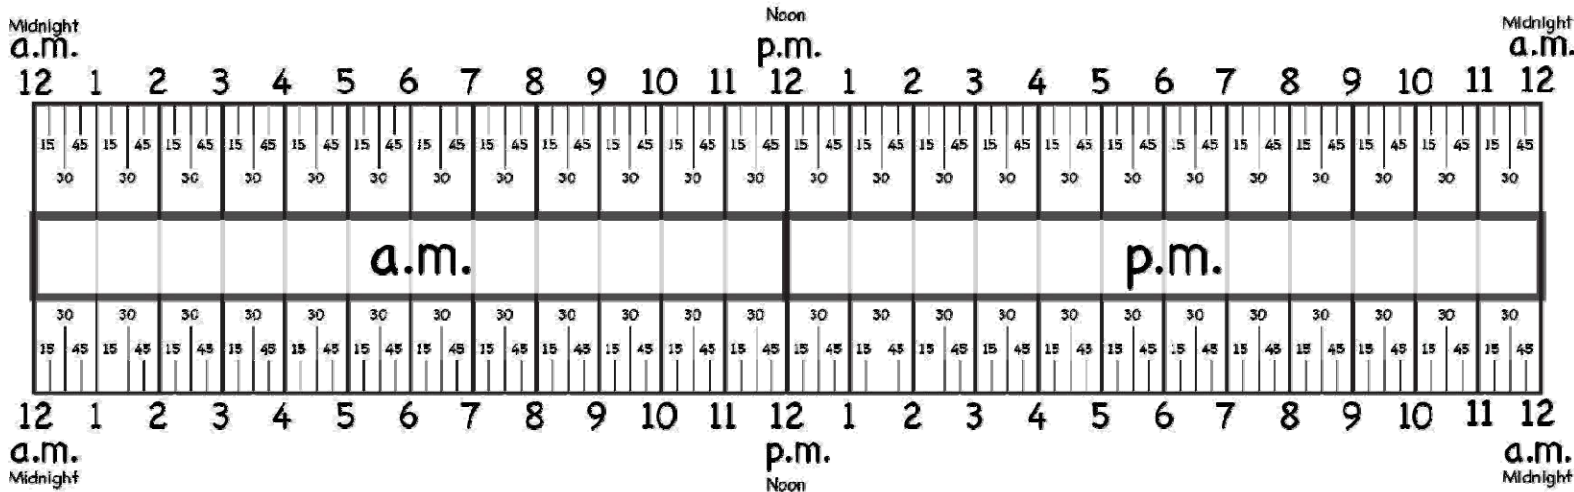 Midnight Noon Midnight
a.m. p.m. a.m.
12 1 2 3 4 5 6 7 8 9 10 11 12 1 2 3 4 5 6 7 8 9 10 11 12
15 45 15 45 15 45 15 45 15 45 15 45 15 45 15 45 15 45 15 45 15 45 15 45 15 45 15 45 15 45 15 45 15 45 15 45 15 45 15 45 15 45 15 45 15 45 15 45
30 30 30 30 30 30 30 30 30 30 30 30 30 30 30 30 30 30 30 30 30 30 30 30
a.m. p.m.
30 30 30 30 30 30 30 30 30 30 30 30 30 30 30 30 30 30 30 30 30 30 30 30
15 45 15 45 15 45 15 45 15 45 15 45 15 45 15 45 15 45 15 45 15 45 15 45 15 45 15 45 15 45 15 45 15 45 15 45 15 45 15 45 15 45 15 45 15 45 15 45
12 1 2 3 4 5 6 7 8 9 10 11 12 1 2 3 4 5 6 7 8 9 10 11 12
a.m. p.m. a.m.
Midnight Noon Midnight